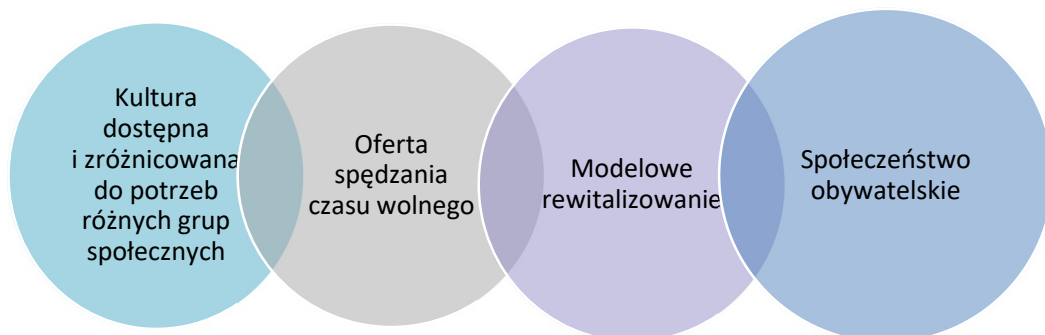 Kultura
dostępna
i zróżnicowana
do potrzeb
różnych grup
społecznych
Oferta
spędzania
czasu wolnego
Modelowe
rewitalizowanie
Społeczeństwo
obywatelskie